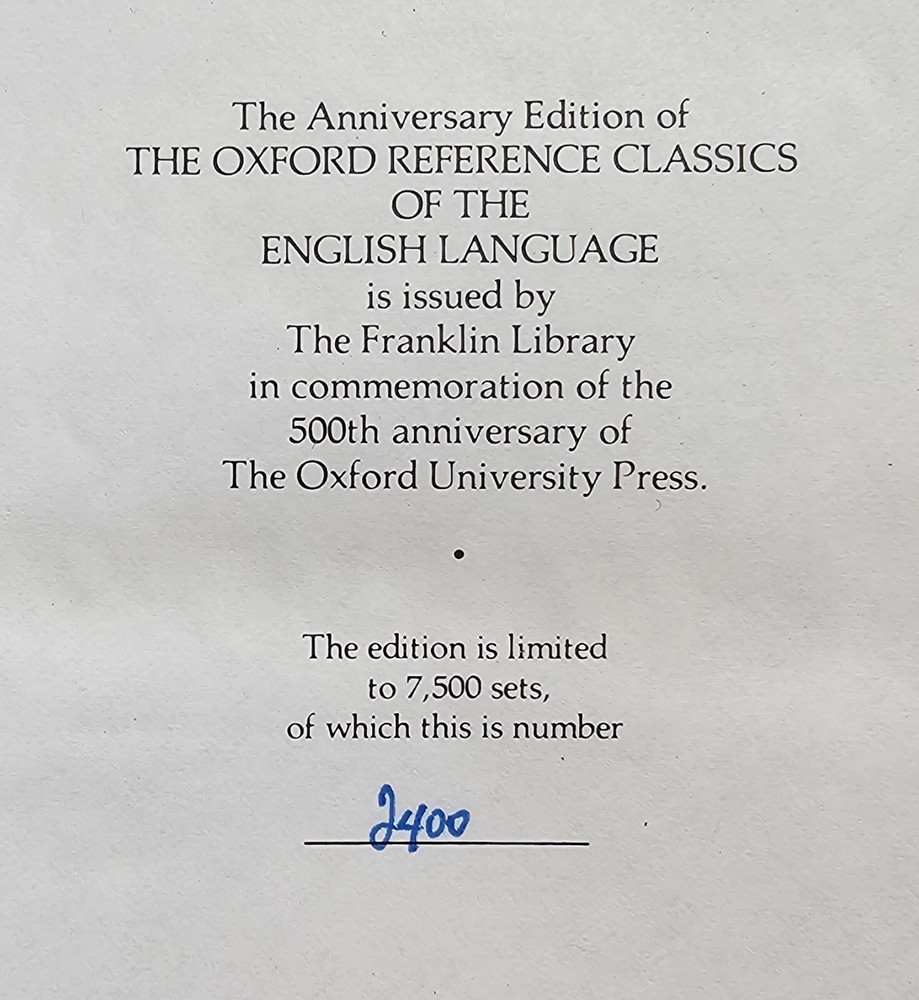 The Anniversary Edition of
THE OXFORD REFERENCE CLASSICS
OF THE
ENGLISH LANGUAGE
is issued by
The Franklin Library
in commemoration of the
500th anniversary of
The Oxford University Press.
•
The edition is limited
to 7,500 sets,
of which this is number
2400